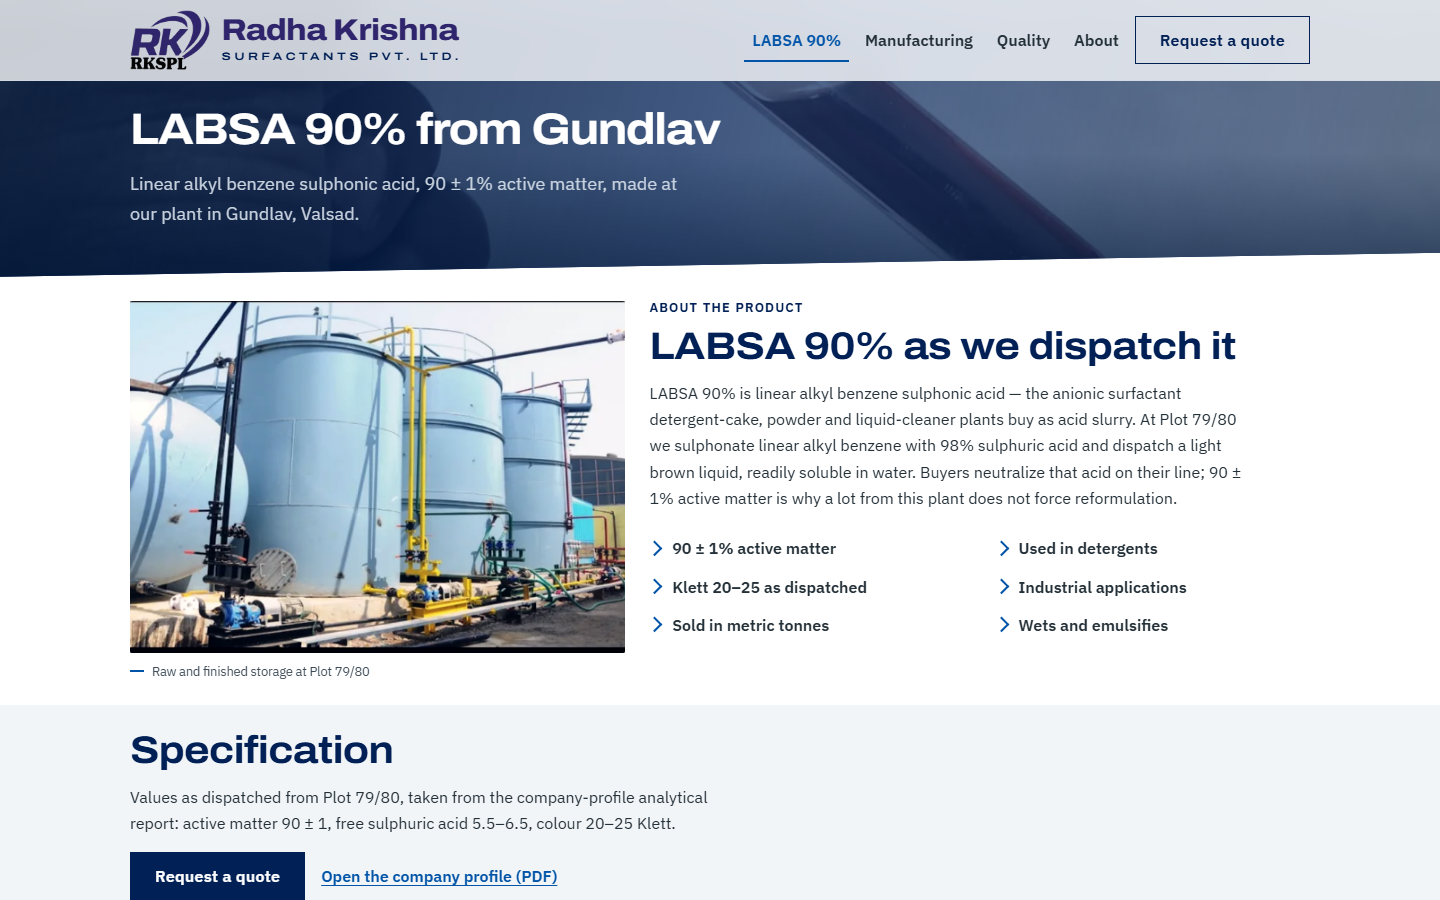 RK
RKSPL
Radha Krishna
SURFACTANTS PVT. LTD.
LABSA 90%
Manufacturing
Quality
About
Request a quote
LABSA 90% from Gundlav
Linear alkyl benzene sulphonic acid, 90 ± 1% active matter, made at
our plant in Gundlav, Valsad.
ABOUT THE PRODUCT
LABSA 90% as we dispatch it
LABSA 90% is linear alkyl benzene sulphonic acid — the anionic surfactant
detergent-cake, powder and liquid-cleaner plants buy as acid slurry. At Plot 79/80
we sulphonate linear alkyl benzene with 98% sulphuric acid and dispatch a light
brown liquid, readily soluble in water. Buyers neutralize that acid on their line; 90 ±
1% active matter is why a lot from this plant does not force reformulation.
90 ± 1% active matter
Used in detergents
Klett 20–25 as dispatched
Industrial applications
Sold in metric tonnes
Wets and emulsifies
Raw and finished storage at Plot 79/80
Specification
Values as dispatched from Plot 79/80, taken from the company-profile analytical
report: active matter 90 ± 1, free sulphuric acid 5.5–6.5, colour 20–25 Klett.
Request a quote
Open the company profile (PDF)